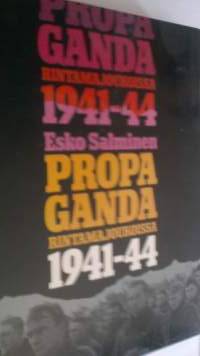 PROPA
GANDA
RINTAMAJOUKOISSA
1941-44
Esko Salminen
PROPA
GANDA
RINTAMAJOUKOISSA
1941-44